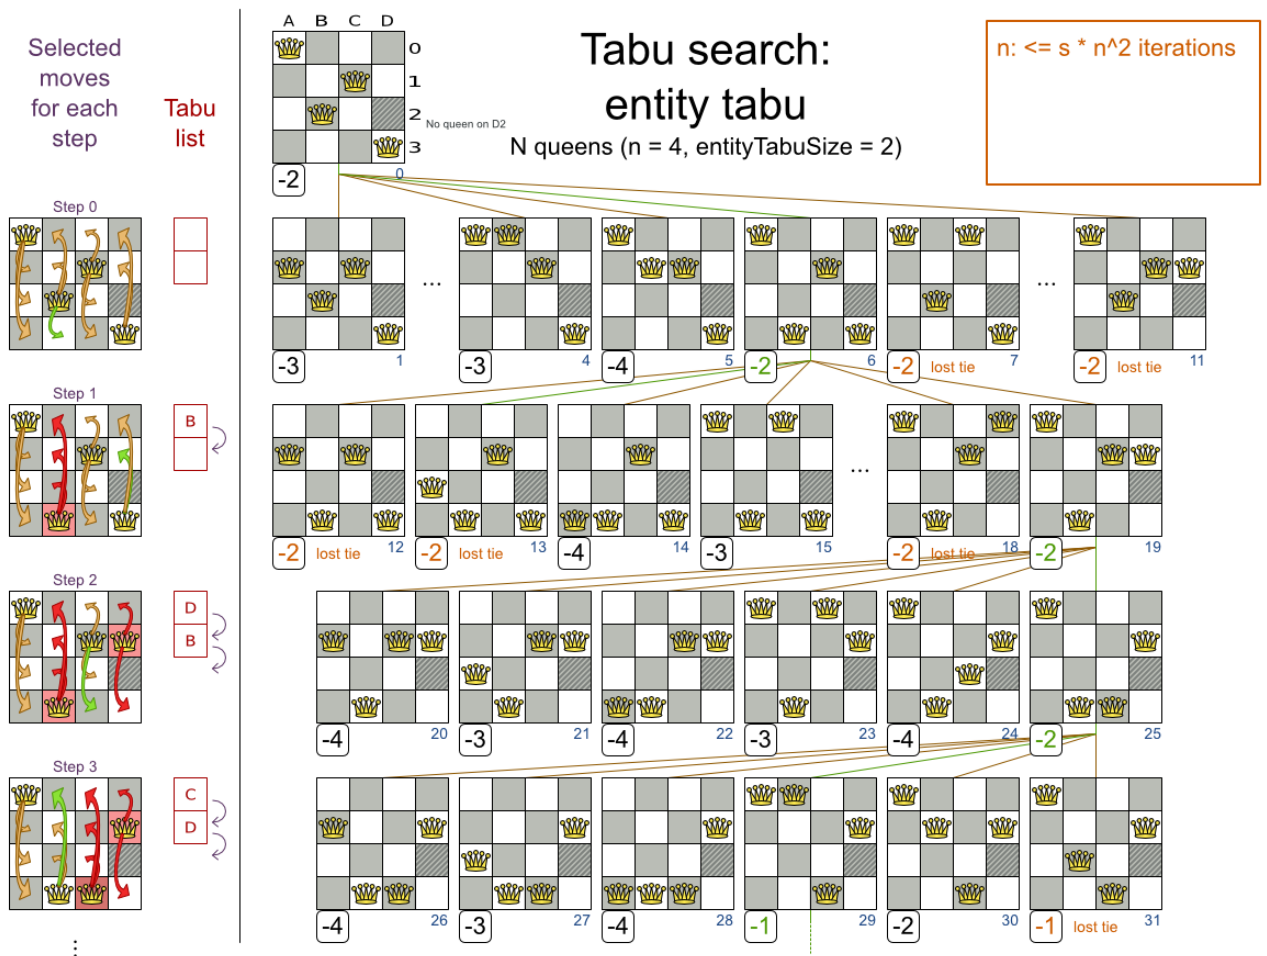 Selected
moves
for each
step
Tabu
list
A B C D
0
1
2
3
No queen on D2
-2
0
Tabu search:
entity tabu
N queens (n = 4, entityTabuSize = 2)
n: <= s * n^2 iterations
Step 0
...
...
-3 1
-3 4
-4 5
-2 6
-2 lost tie 7
-2 lost tie 11
Step 1
B
...
-2 lost tie 12
-2 lost tie 13
-4 14
-3 15
-2 lost tie 18
-2 19
Step 2
D
B
-4 20
-3 21
-4 22
-3 23
-4 24
-2 25
Step 3
C
D
-4 26
-3 27
-4 28
-1 29
-2 30
-1 lost tie 31
...